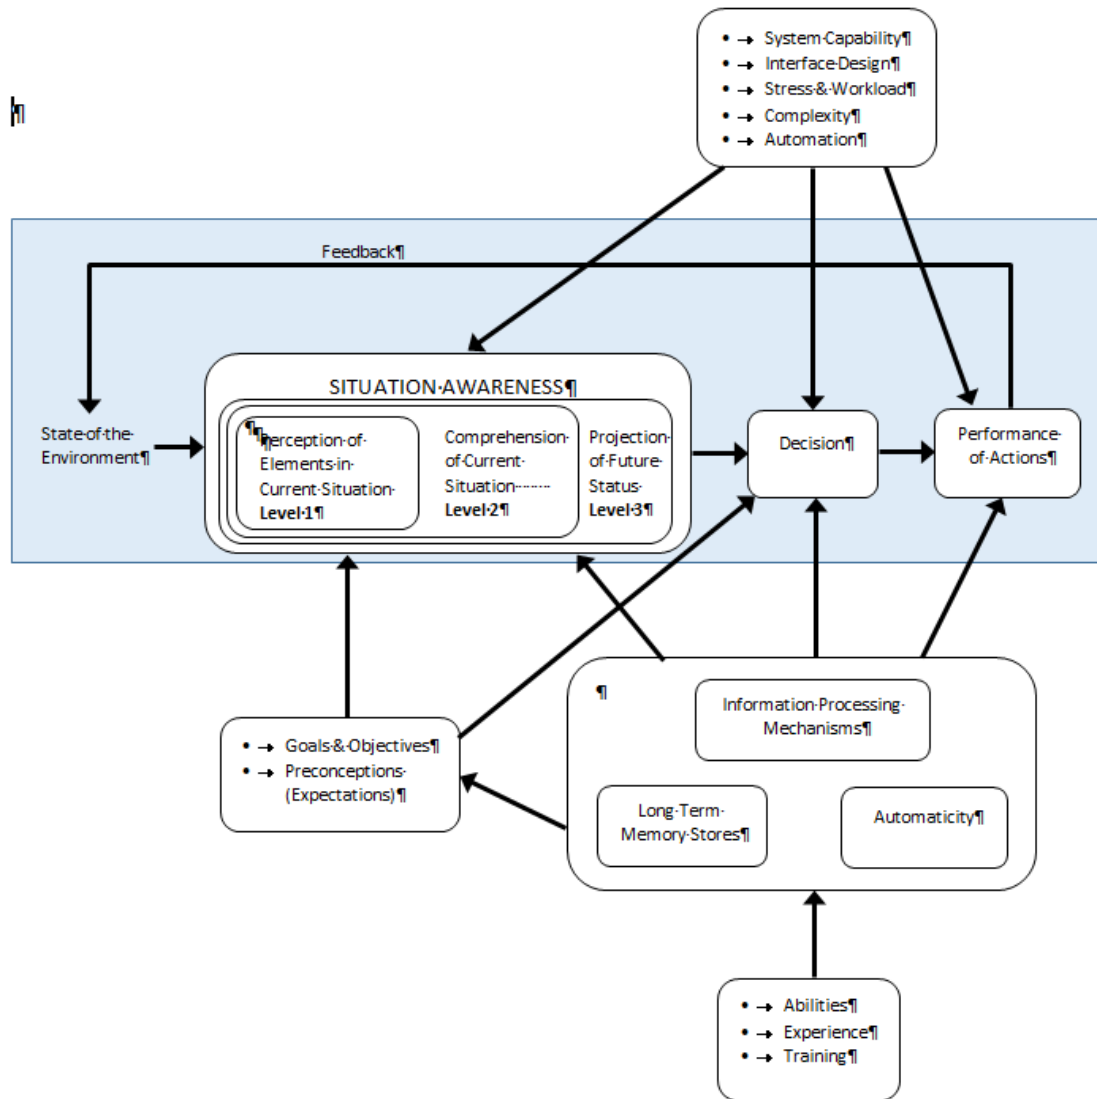 • → System·Capability¶
• → Interface·Design¶
• → Stress·&·Workload¶
• → Complexity¶
• → Automation¶
¶
Feedback¶
SITUATION·AWARENESS¶
State·of·the·
Environment¶
¶
¶
¶
Perception·of·
Elements·in·
Current·Situation·
Level·1¶
Comprehension·
of·Current·
Situation········
Level·2¶
Projection·
of·Future·
Status·
Level·3¶
Decision¶
Performance·
of·Actions¶
¶
Information·Processing·
Mechanisms¶
• → Goals·&·Objectives¶
• → Preconceptions·
(Expectations)¶
Long·Term·
Memory·Stores¶
Automaticity¶
• → Abilities¶
• → Experience¶
• → Training¶